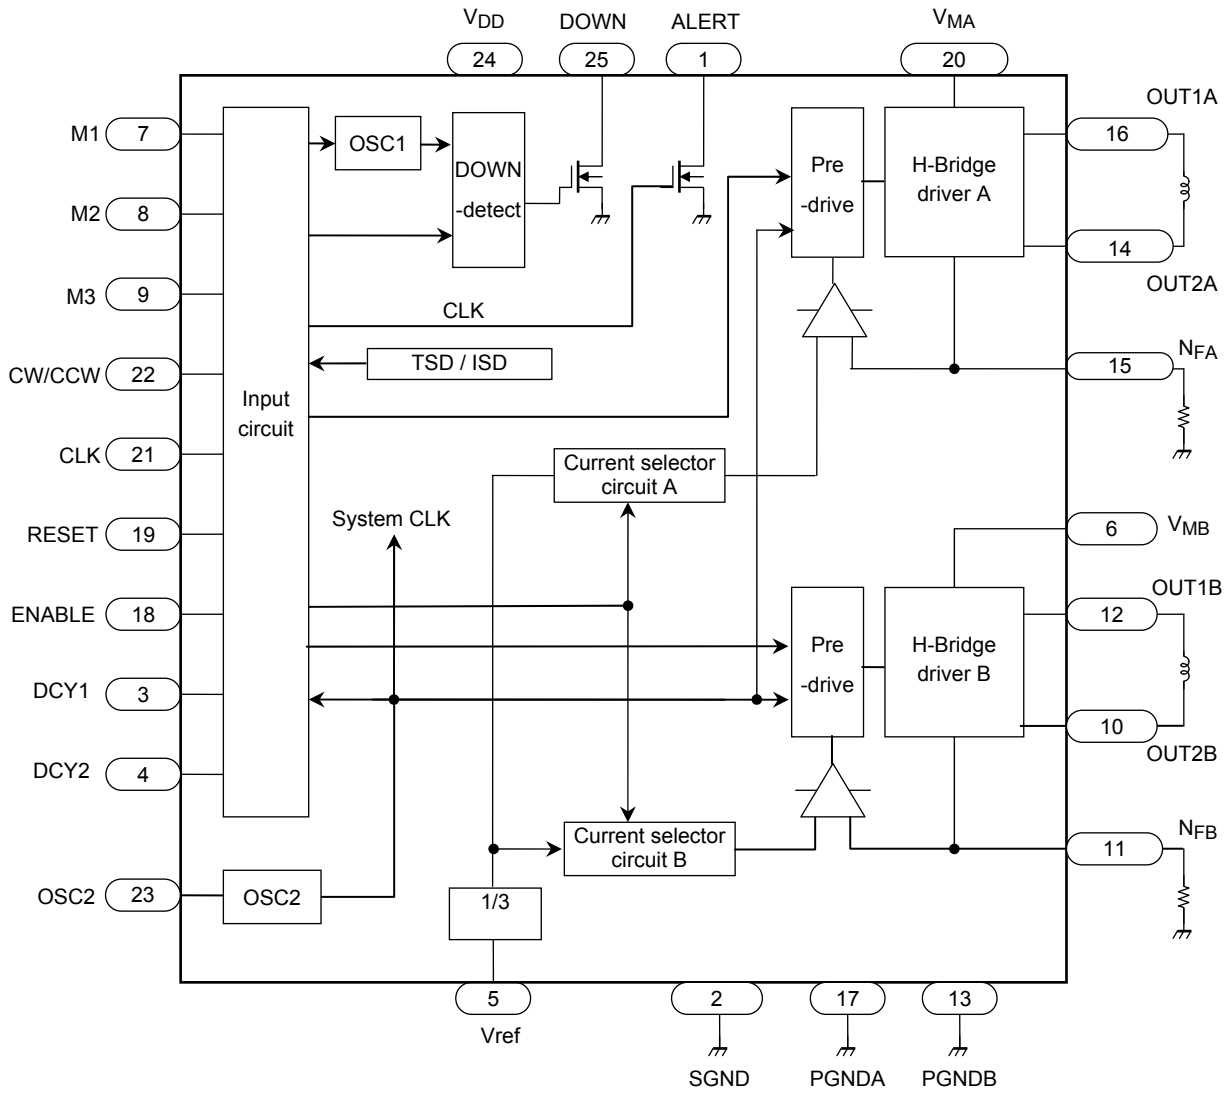 VDD
DOWN
ALERT
VMA
24
25
1
20
OUT1A
M1
7
OSC1
DOWN
-detect
Pre
-drive
H-Bridge
driver A
16
M2
8
14
OUT2A
M3
9
CLK
TSD / ISD
NFA
15
CW/CCW
22
Input
circuit
CLK
21
Current selector
circuit A
RESET
19
System CLK
6
VMB
OUT1B
ENABLE
18
12
Pre
-drive
H-Bridge
driver B
DCY1
3
10
OUT2B
DCY2
4
Current selector
circuit B
NFB
11
OSC2
23
OSC2
1/3
5
2
17
13
Vref
SGND
PGNDA
PGNDB